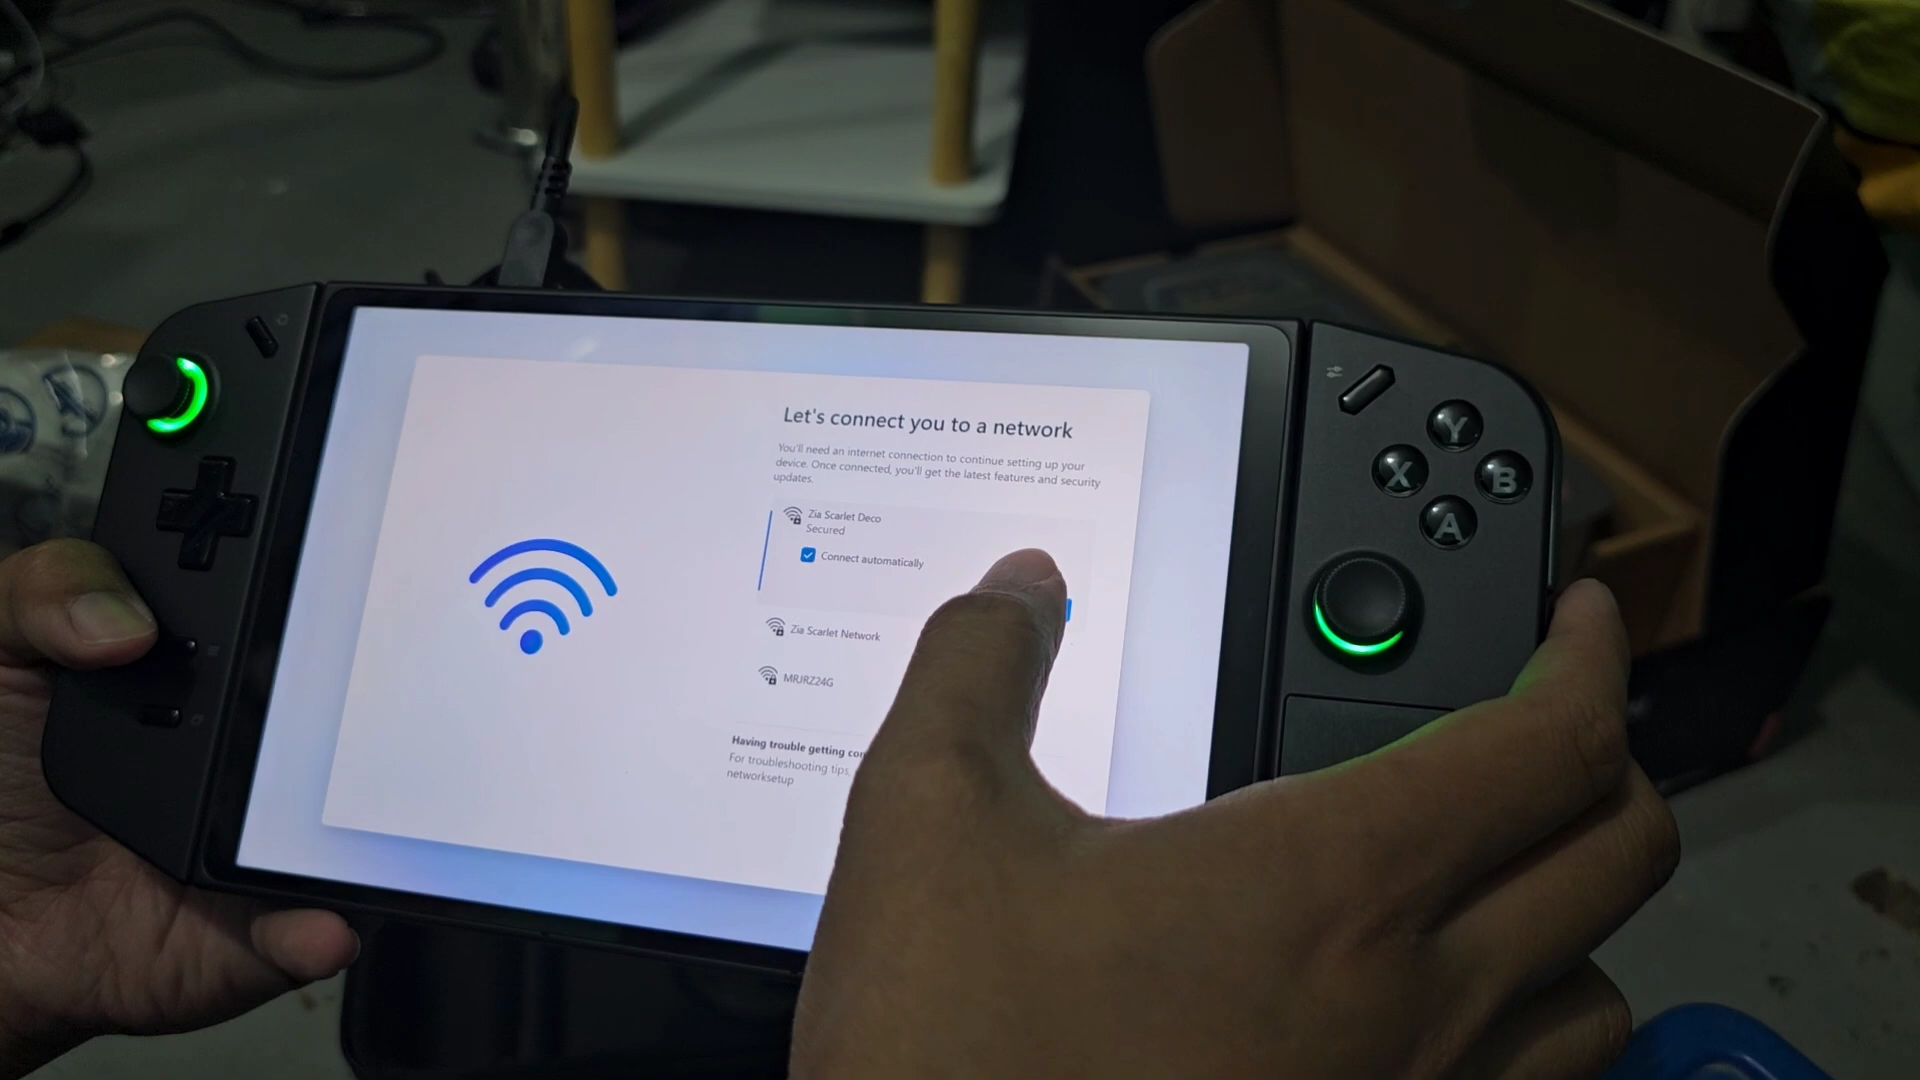 Let's connect you to a network
You'll need an internet connection to continue setting up your
device. Once connected, you'll get the latest features and security
updates.
Zia Scarlet Deco
Secured
Connect automatically
Zia Scarlet Network
MRJRZ24G
Having trouble getting
For troubleshooting tips,
networksetup
Y
X
B
A